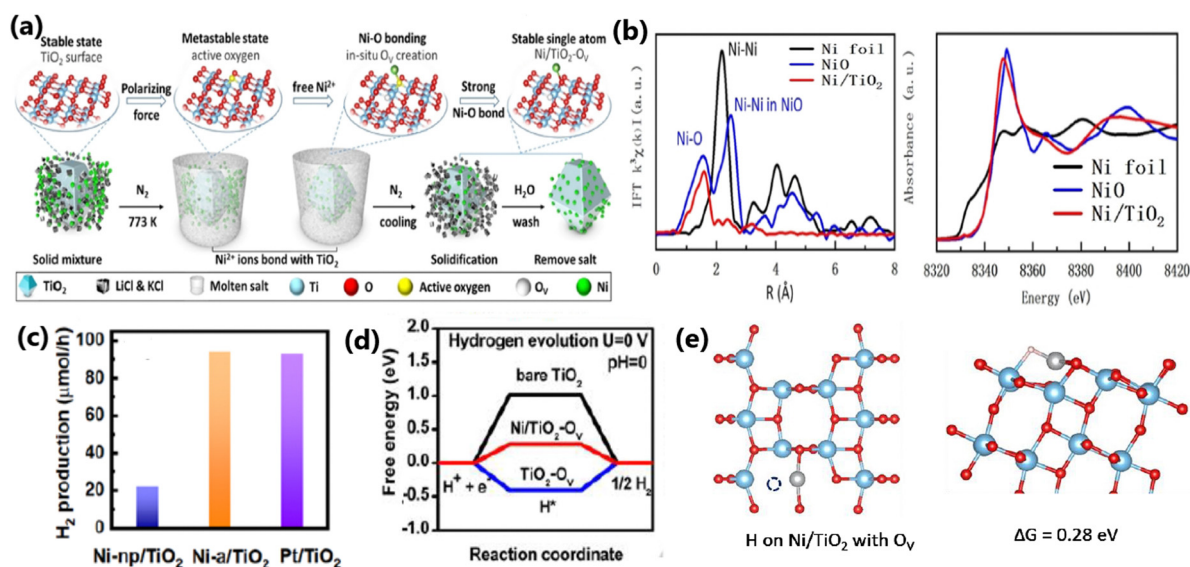 (a)
Stable state
TiO₂ surface
Polarizing
force
Metastable state
active oxygen
free Ni²⁺
Ni-O bonding
in-situ Oᵥ creation
Strong
Ni-O bond
Stable single atom
Ni/TiO₂-Oᵥ
N₂
773 K
N₂
cooling
H₂O
wash
Solid mixture
Ni²⁺ ions bond with TiO₂
Solidification
Remove salt
TiO₂
LiCl & KCl
Molten salt
Ti
O
Active oxygen
Oᵥ
Ni
(b)
IFT k³χ(k)I(a.u.)
Ni-Ni
Ni-O
Ni-Ni in NiO
Ni foil
NiO
Ni/TiO₂
0 2 4 6 8
R (Å)
Absorbance (a.u.)
Ni foil
NiO
Ni/TiO₂
8320 8340 8360 8380 8400 8420
Energy (eV)
(c)
H₂ production (μmol/h)
100
80
60
40
20
0
Ni-np/TiO₂ Ni-a/TiO₂ Pt/TiO₂
(d)
Free energy (eV)
2.0
1.5
1.0
0.5
0.0
-0.5
-1.0
Hydrogen evolution U=0 V
pH=0
bare TiO₂
Ni/TiO₂-Oᵥ
TiO₂-Oᵥ
H⁺ + e⁻
H*
1/2 H₂
Reaction coordinate
(e)
H on Ni/TiO₂ with Oᵥ
ΔG = 0.28 eV